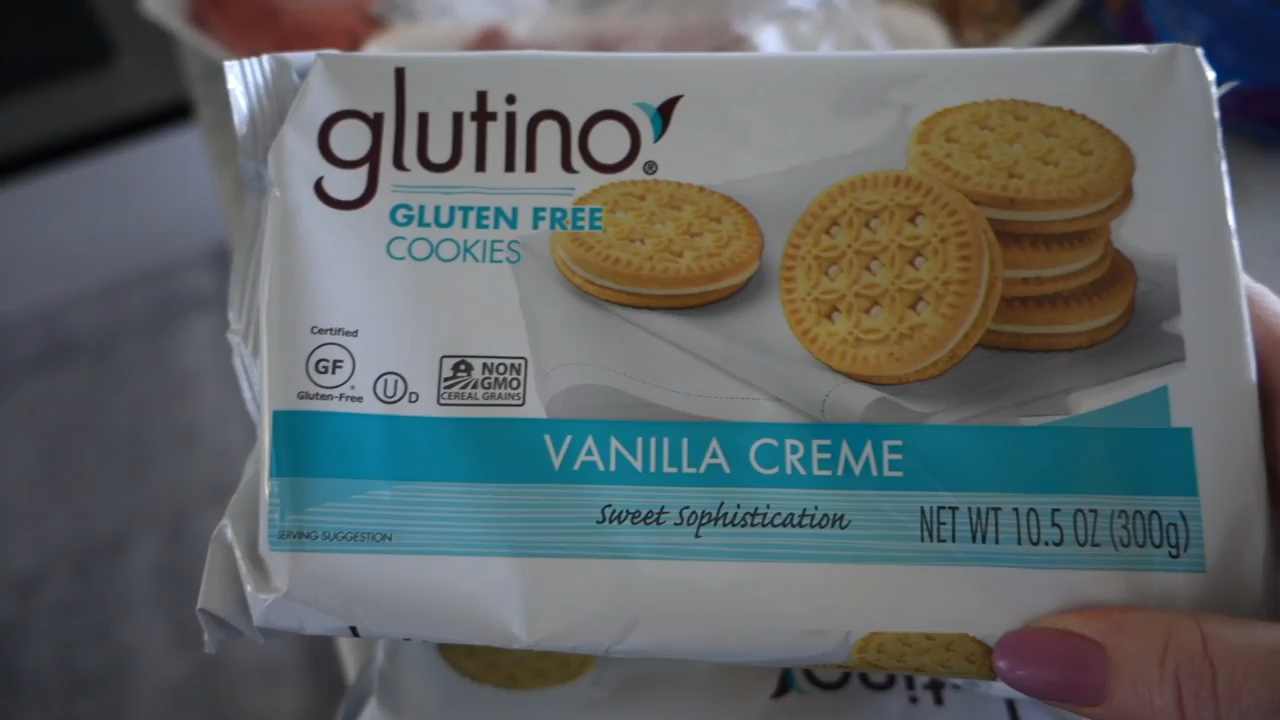 glutino®
GLUTEN FREE
COOKIES
Certified
GF
Gluten-Free
U D
NON
GMO
CEREAL GRAINS
VANILLA CREME
Sweet Sophistication
NET WT 10.5 OZ (300g)
SERVING SUGGESTION